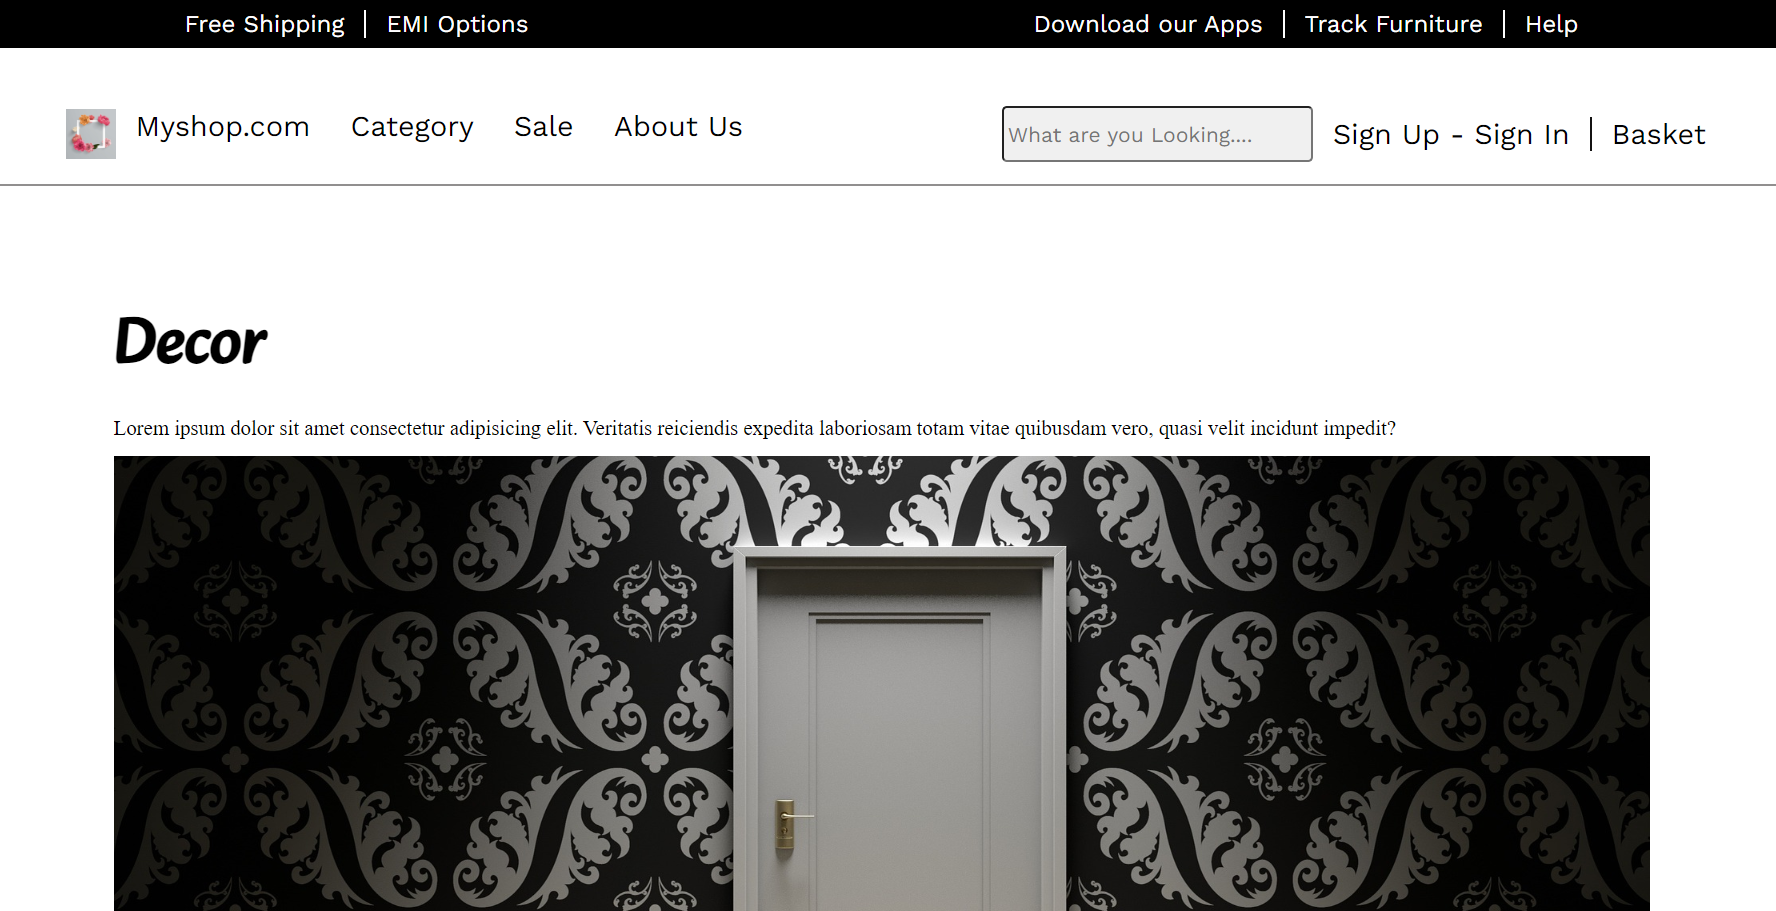 Free Shipping | EMI Options Download our Apps | Track Furniture | Help
Myshop.com Category Sale About Us What are you Looking.... Sign Up - Sign In | Basket
Decor
Lorem ipsum dolor sit amet consectetur adipisicing elit. Veritatis reiciendis expedita laboriosam totam vitae quibusdam vero, quasi velit incidunt impedit?